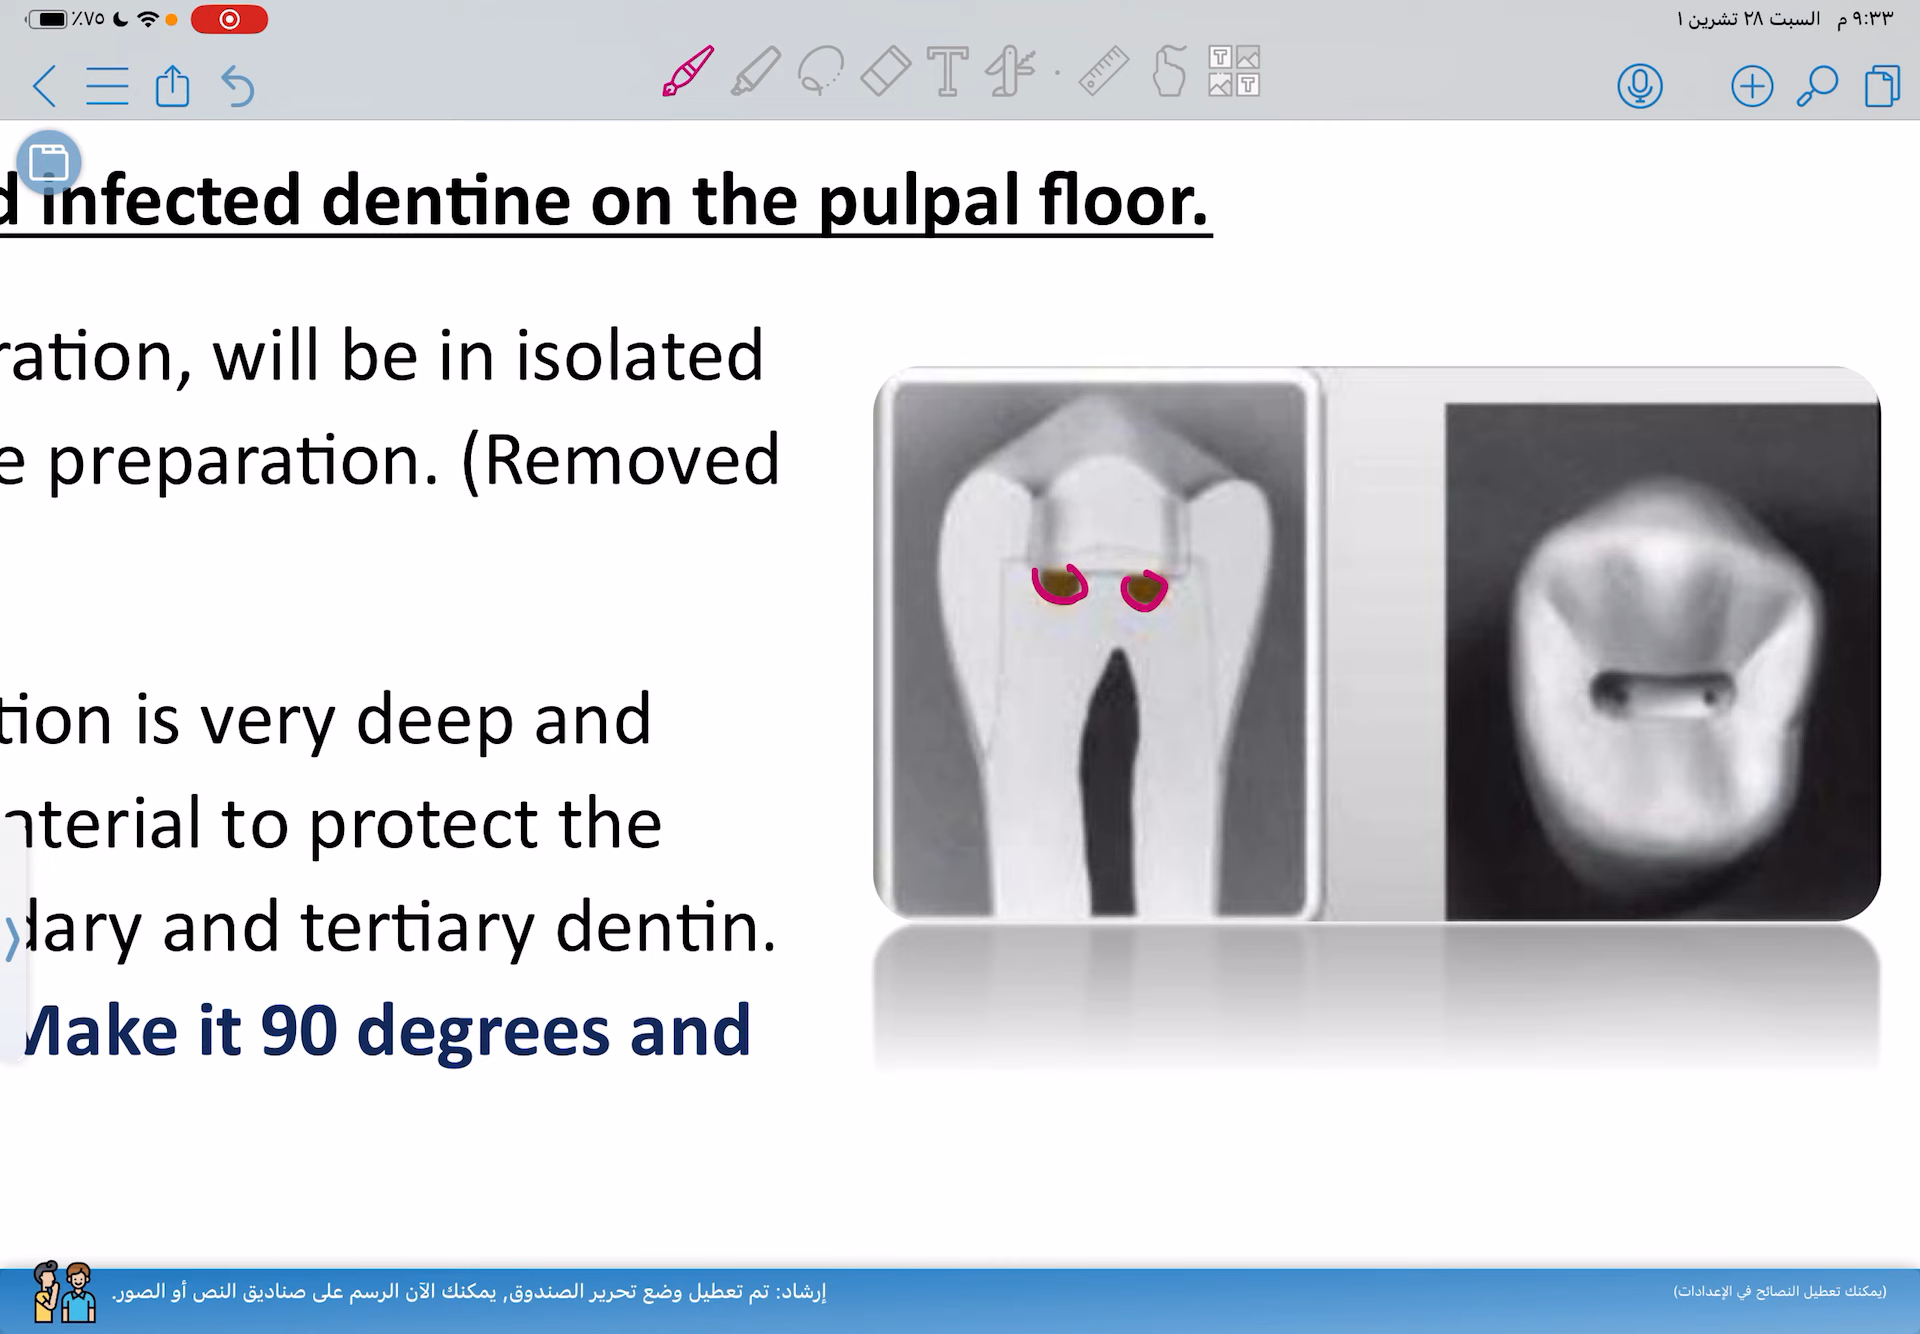 ٪٧٥
٩:٣٣ م السبت ٢٨ تشرين ١
infected dentine on the pulpal floor.
ration, will be in isolated
e preparation. (Removed
tion is very deep and
aterial to protect the
dary and tertiary dentin.
Make it 90 degrees and
إرشاد: تم تعطيل وضع تحرير الصندوق, يمكنك الآن الرسم على صناديق النص أو الصور.
(يمكنك تعطيل النصائح في الإعدادات)